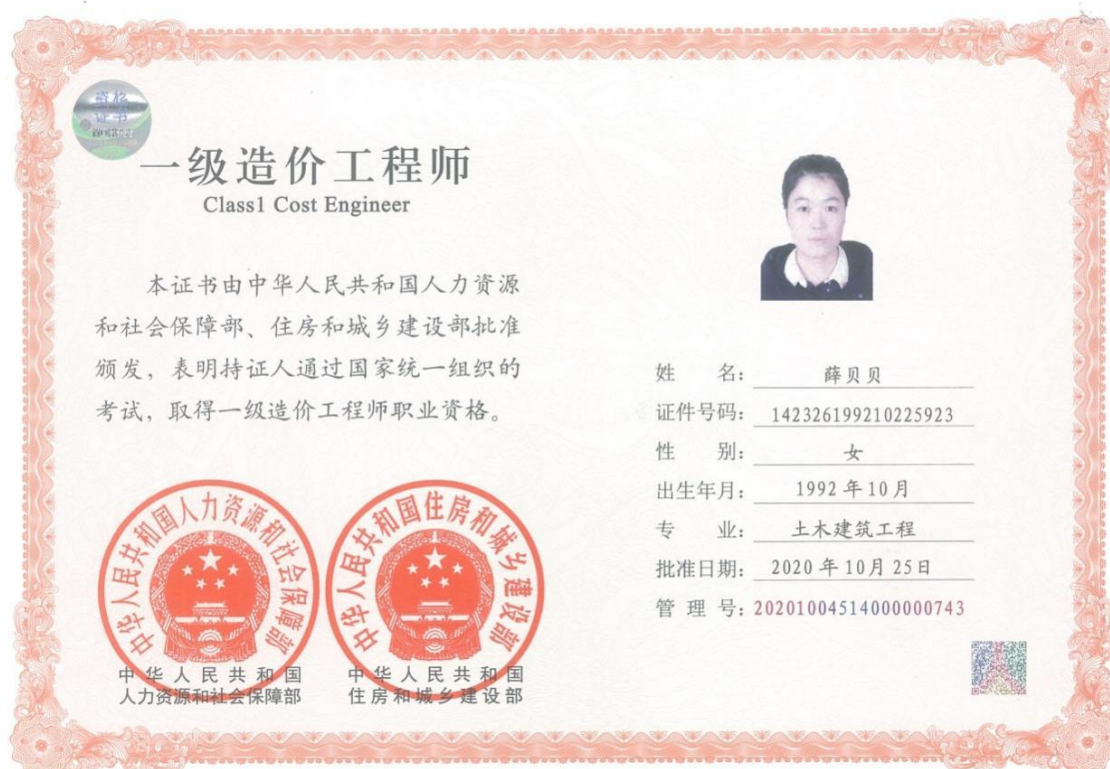 资格
证书
一级造价工程师
Class1 Cost Engineer
本证书由中华人民共和国人力资源
和社会保障部、住房和城乡建设部批准
颁发，表明持证人通过国家统一组织的
考试，取得一级造价工程师职业资格。
中华人民共和国人力资源和社会保障部
中华人民共和国住房和城乡建设部
中华人民共和国
人力资源和社会保障部
中华人民共和国
住房和城乡建设部
姓 名：薛贝贝
证件号码：142326199210225923
性 别：女
出生年月：1992年10月
专 业：土木建筑工程
批准日期：2020年10月25日
管 理 号：20201004514000000743